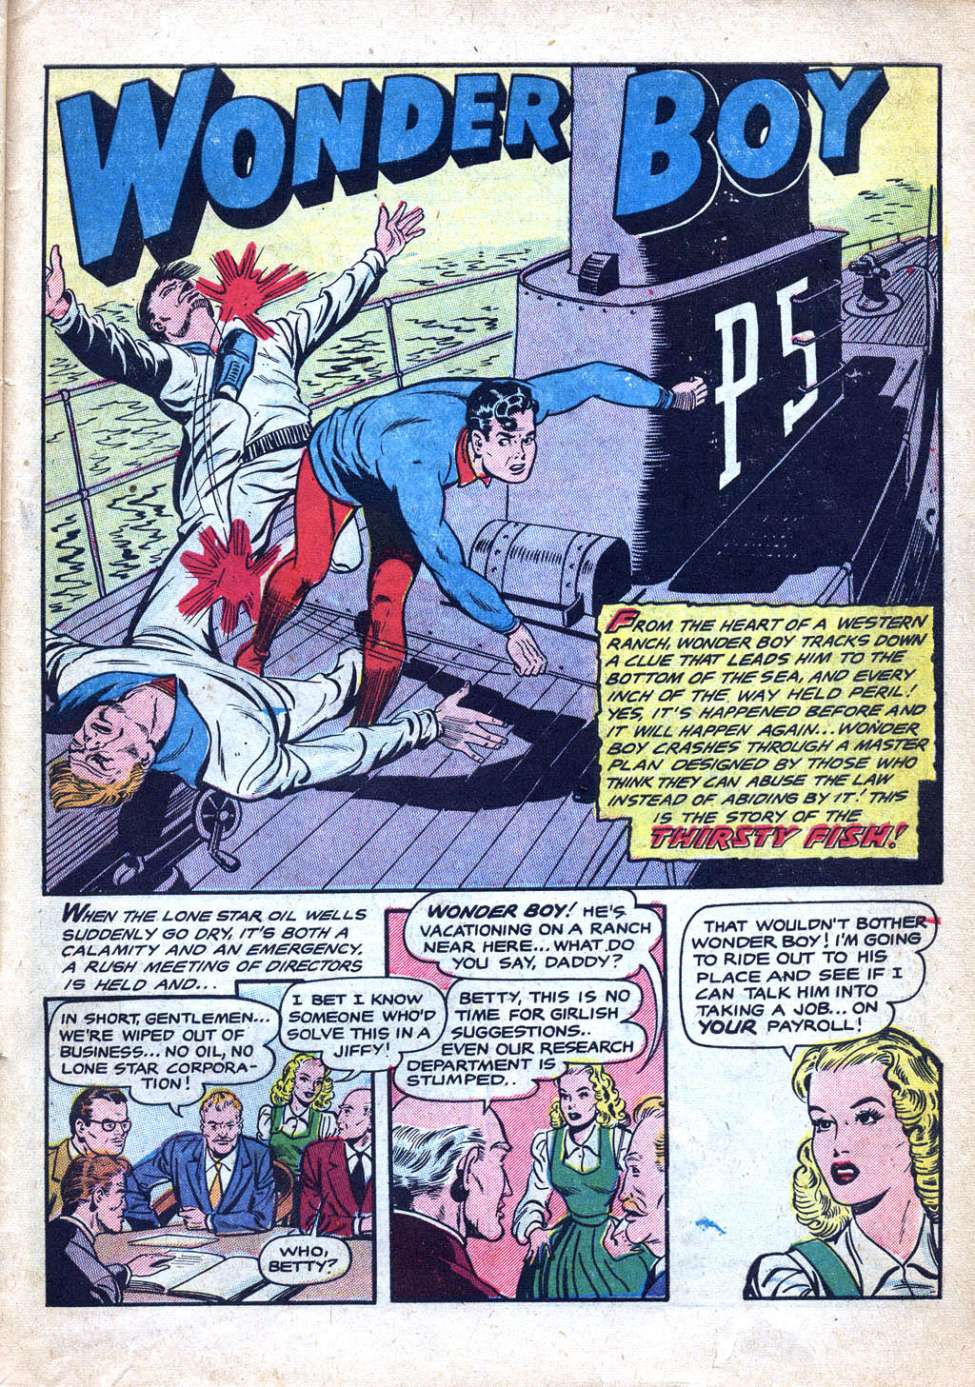 WONDER BOY
P5
FROM THE HEART OF A WESTERN
RANCH, WONDER BOY TRACKS DOWN
A CLUE THAT LEADS HIM TO THE
BOTTOM OF THE SEA, AND EVERY
INCH OF THE WAY HELD PERIL!
YES, IT'S HAPPENED BEFORE AND
IT WILL HAPPEN AGAIN...WONDER
BOY CRASHES THROUGH A MASTER
PLAN DESIGNED BY THOSE WHO
THINK THEY CAN ABUSE THE LAW
INSTEAD OF ABIDING BY IT! THIS
IS THE STORY OF THE
THIRSTY FISH!
WHEN THE LONE STAR OIL WELLS
SUDDENLY GO DRY, IT'S BOTH A
CALAMITY AND AN EMERGENCY.
A RUSH MEETING OF DIRECTORS
IS HELD AND...
IN SHORT, GENTLEMEN...
WE'RE WIPED OUT OF
BUSINESS... NO OIL, NO
LONE STAR CORPORA-
TION!
I BET I KNOW
SOMEONE WHO'D
SOLVE THIS IN A
JIFFY!
WHO,
BETTY?
WONDER BOY! HE'S
VACATIONING ON A RANCH
NEAR HERE... WHAT DO
YOU SAY, DADDY?
BETTY, THIS IS NO
TIME FOR GIRLISH
SUGGESTIONS..
EVEN OUR RESEARCH
DEPARTMENT IS
STUMPED..
THAT WOULDN'T BOTHER
WONDER BOY! I'M GOING
TO RIDE OUT TO HIS
PLACE AND SEE IF I
CAN TALK HIM INTO
TAKING A JOB... ON
YOUR PAYROLL!